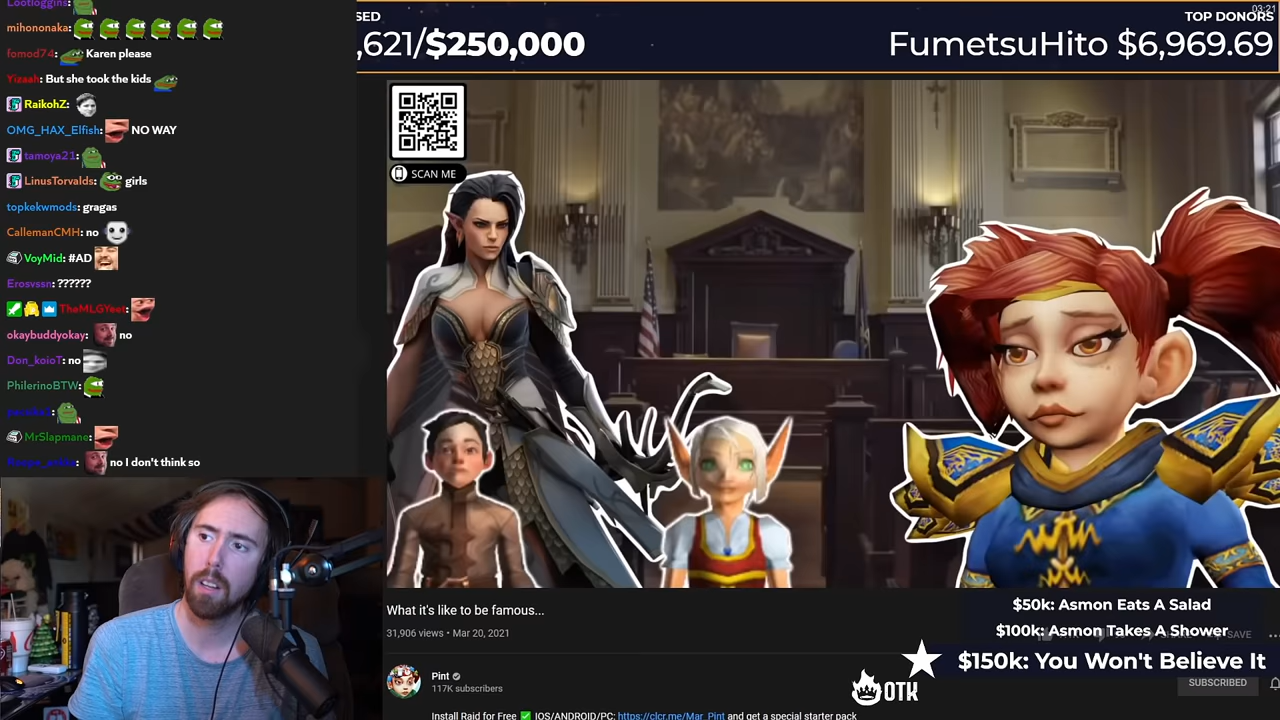 Lootloggins:
mihononaka:
fomod74: Karen please
Yizaah: But she took the kids
RaikohZ:
OMG_HAX_Elfish: NO WAY
tamoya21:
LinusTorvalds: girls
topkekwmods: gragas
CallemanCMH: no
VoyMid: #AD
Erosvssn: ??????
TheMLGYeet:
okaybuddyokay: no
Don_koioT: no
PhilerinoBTW:
MrSlapmane:
no I don't think so
SED
,621/$250,000
03:21
TOP DONORS
FumetsuHito $6,969.69
SCAN ME
What it's like to be famous...
31,906 views • Mar 20, 2021
SAVE
$50k: Asmon Eats A Salad
$100k: Asmon Takes A Shower
$150k: You Won't Believe It
OTK
Pint
117K subscribers
SUBSCRIBED
Install Raid for Free ✅ IOS/ANDROID/PC: https://clcr.me/Mar_Pint and get a special starter pack